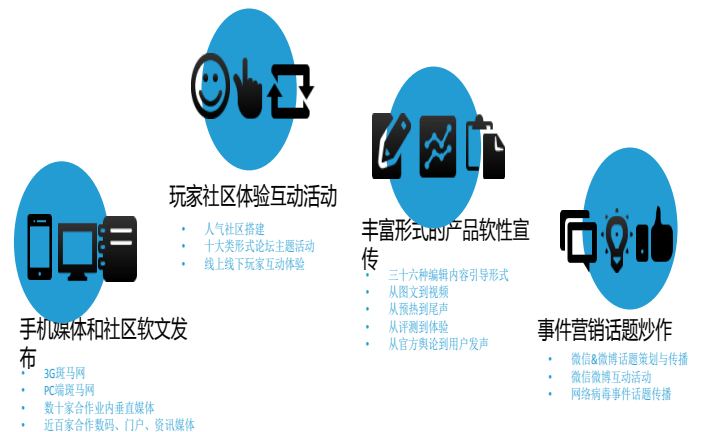 手机媒体和社区软文发
布
3G斑马网
PC端斑马网
数十家合作业内垂直媒体
近百家合作数码、门户、资讯媒体
玩家社区体验互动活动
人气社区搭建
十大类形式论坛主题活动
线上线下玩家互动体验
丰富形式的产品软性宣
传
三十六种编辑内容引导形式
从图文到视频
从预热到尾声
从评测到体验
从官方舆论到用户发声
事件营销话题炒作
微信&微博话题策划与传播
微信微博互动活动
网络病毒事件话题传播